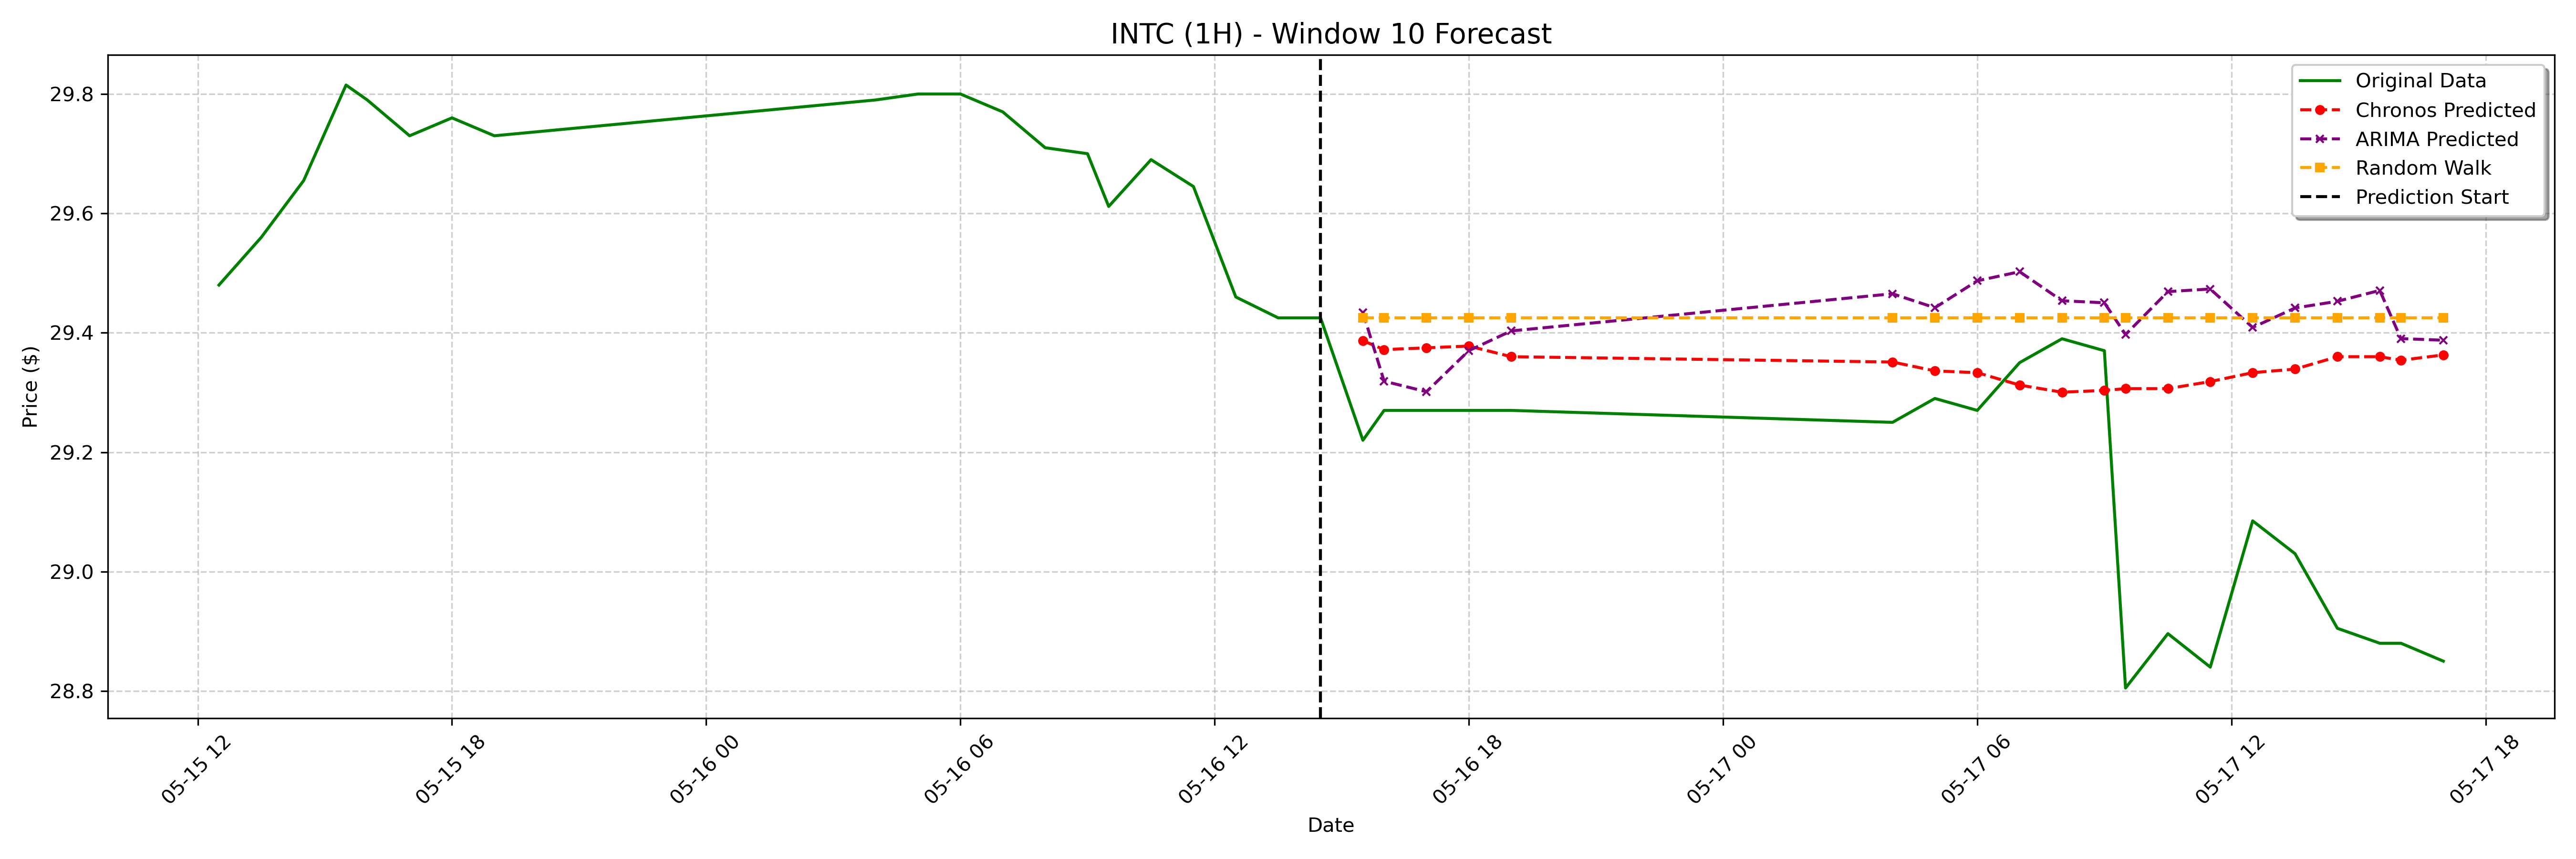 INTC (1H) - Window 10 Forecast
Original Data
Chronos Predicted
ARIMA Predicted
Random Walk
Prediction Start
Price ($)
29.8
29.6
29.4
29.2
29.0
28.8
05-15 12
05-15 18
05-16 00
05-16 06
05-16 12
05-16 18
05-17 00
05-17 06
05-17 12
05-17 18
Date